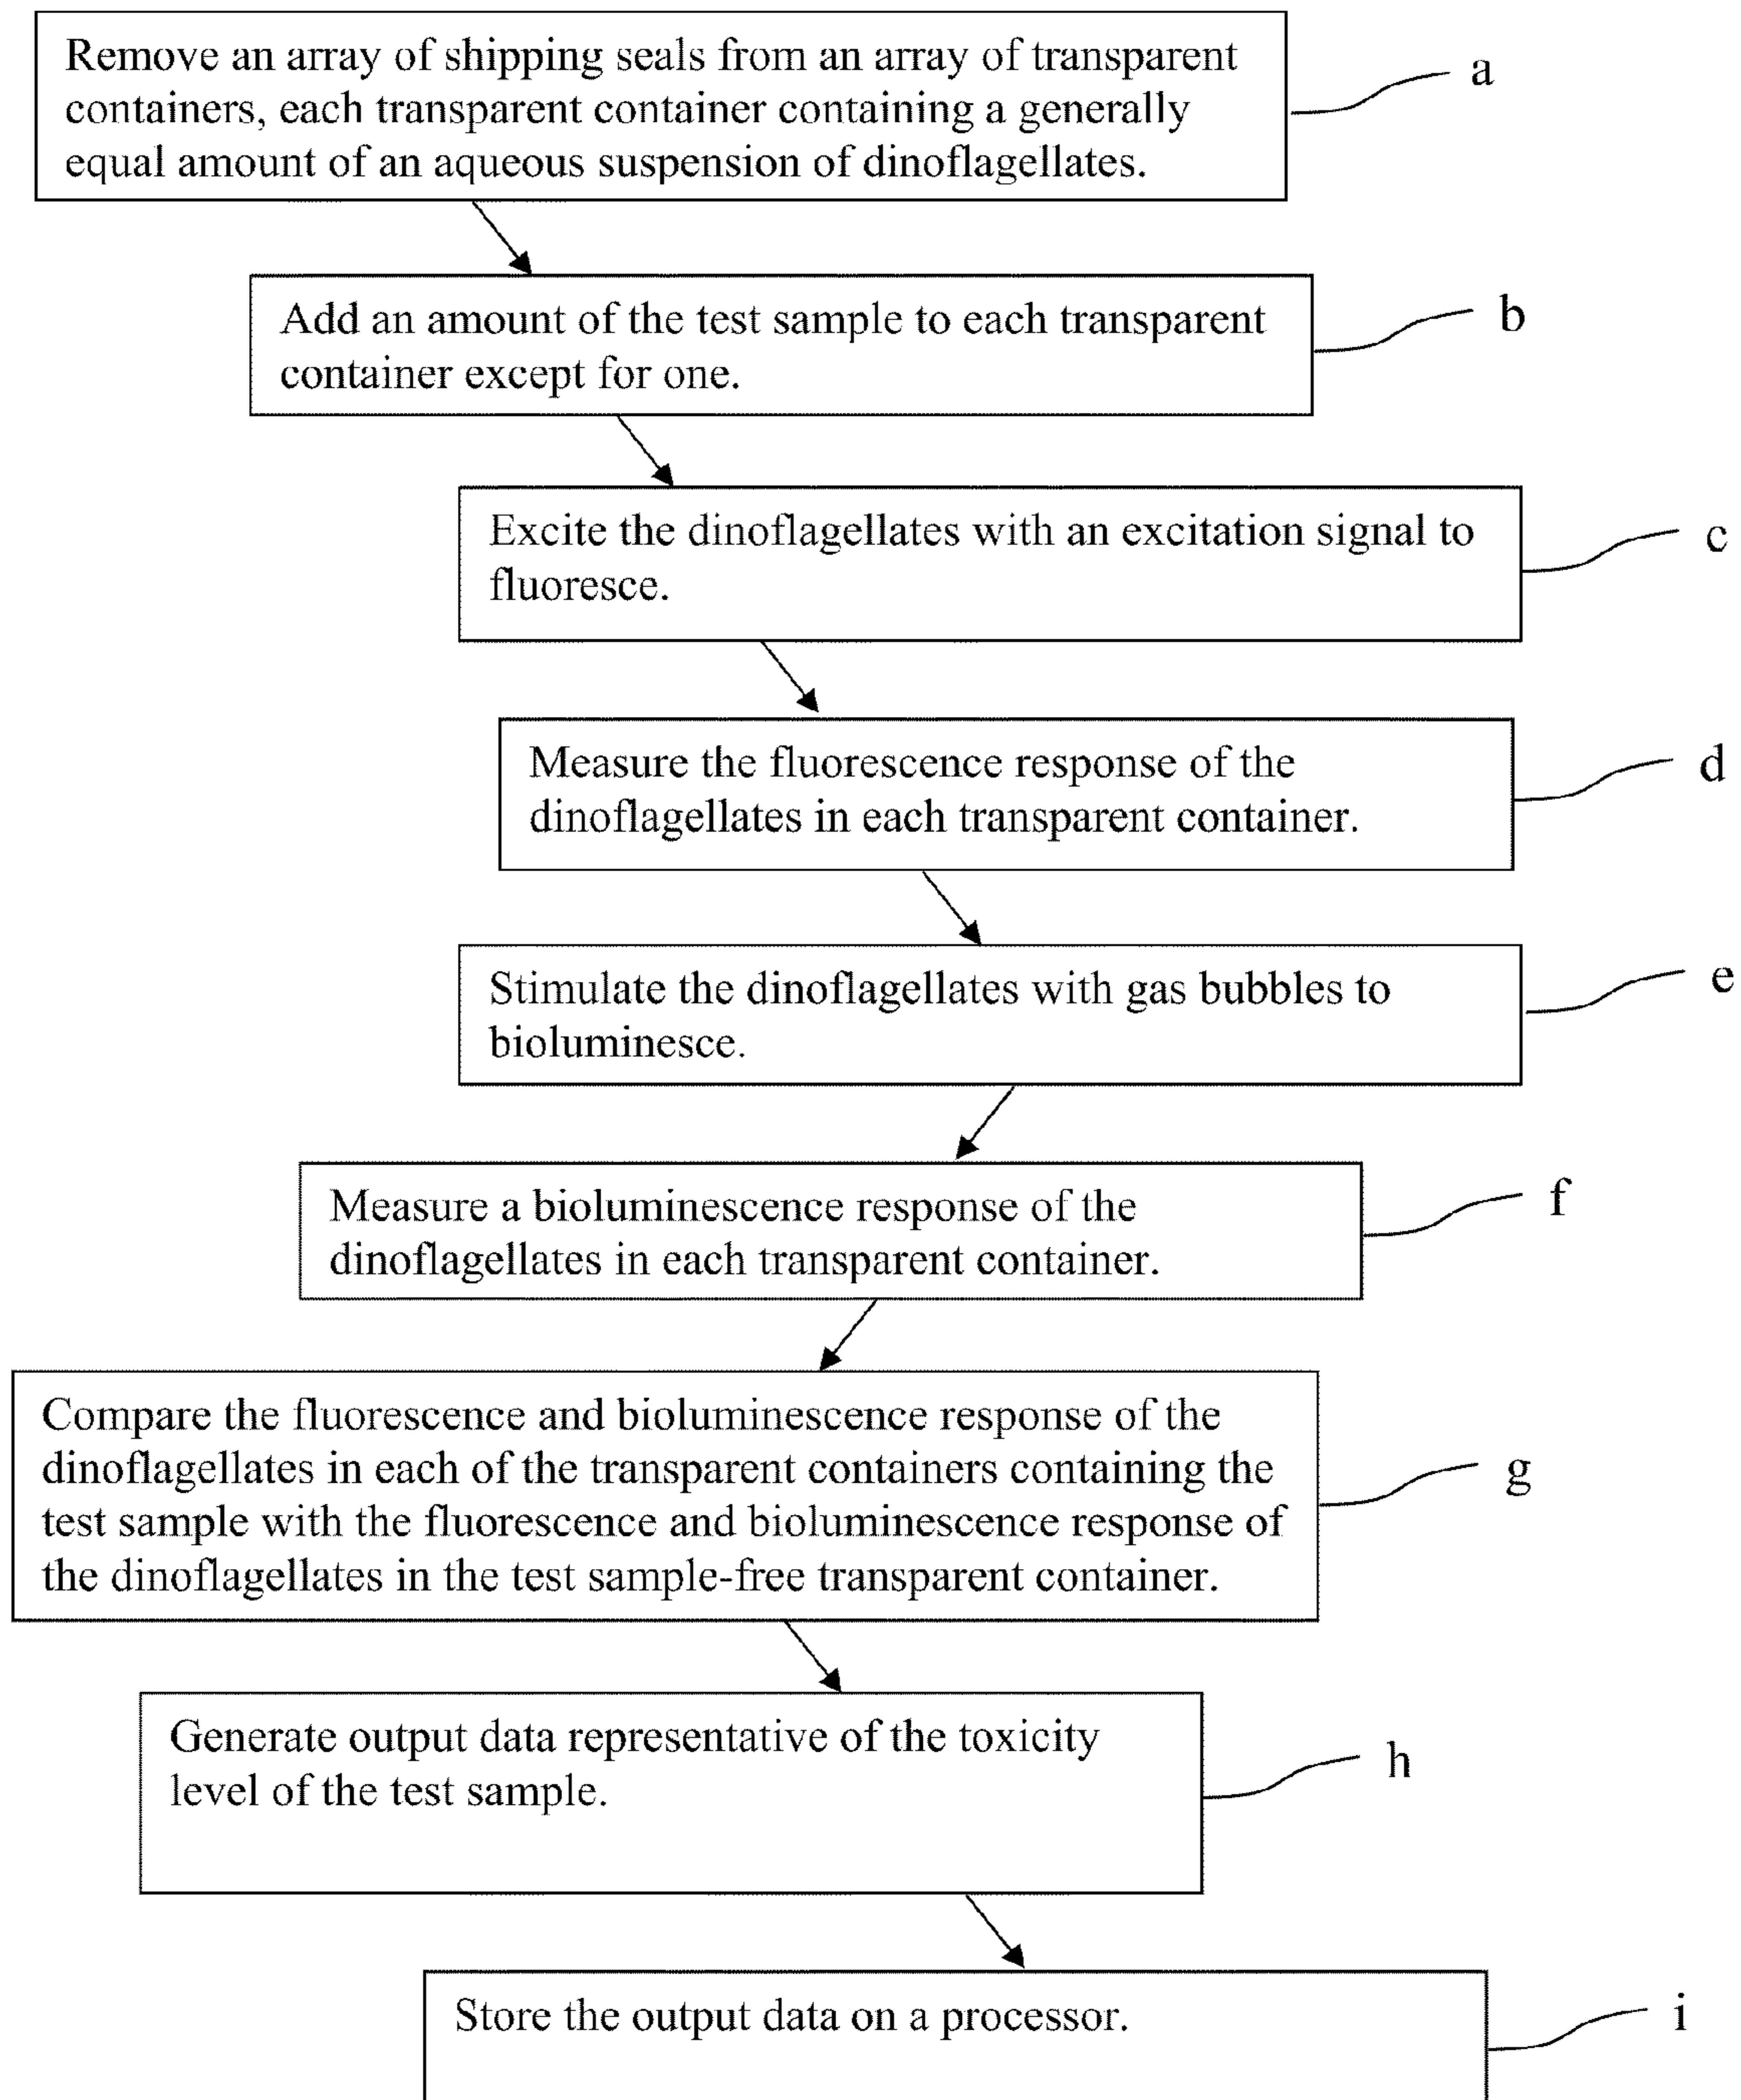 Remove an array of shipping seals from an array of transparent
containers, each transparent container containing a generally
equal amount of an aqueous suspension of dinoflagellates.
a
Add an amount of the test sample to each transparent
container except for one.
b
Excite the dinoflagellates with an excitation signal to
fluoresce.
c
Measure the fluorescence response of the
dinoflagellates in each transparent container.
d
Stimulate the dinoflagellates with gas bubbles to
bioluminesce.
e
Measure a bioluminescence response of the
dinoflagellates in each transparent container.
f
Compare the fluorescence and bioluminescence response of the
dinoflagellates in each of the transparent containers containing the
test sample with the fluorescence and bioluminescence response of
the dinoflagellates in the test sample-free transparent container.
g
Generate output data representative of the toxicity
level of the test sample.
h
Store the output data on a processor.
i